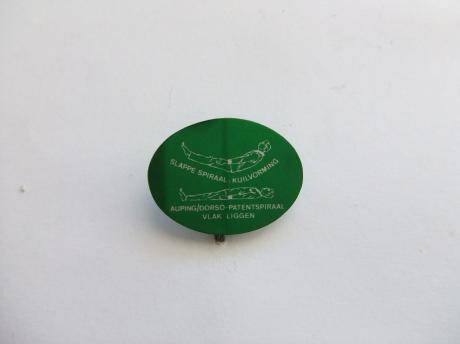 SLAPPE SPIRAAL-KUILVORMING
AUPING/DORSO-PATENTSPIRAAL
VLAK LIGGEN